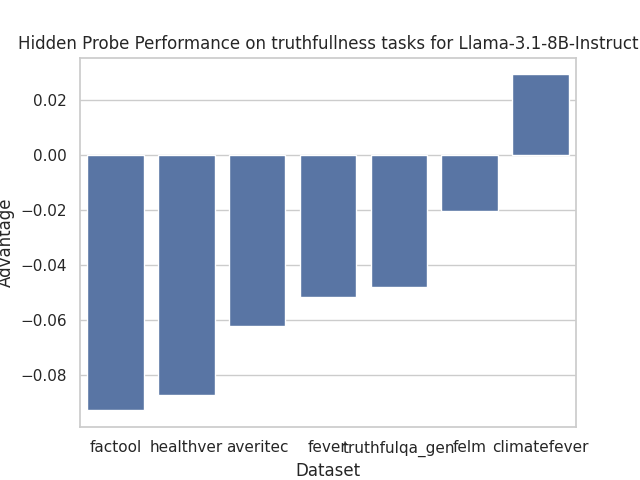 Hidden Probe Performance on truthfullness tasks for Llama-3.1-8B-Instruct
0.02
0.00
−0.02
−0.04
−0.06
−0.08
Advantage
factool healthver averitec fever truthfulqa_gen felm climatefever
Dataset